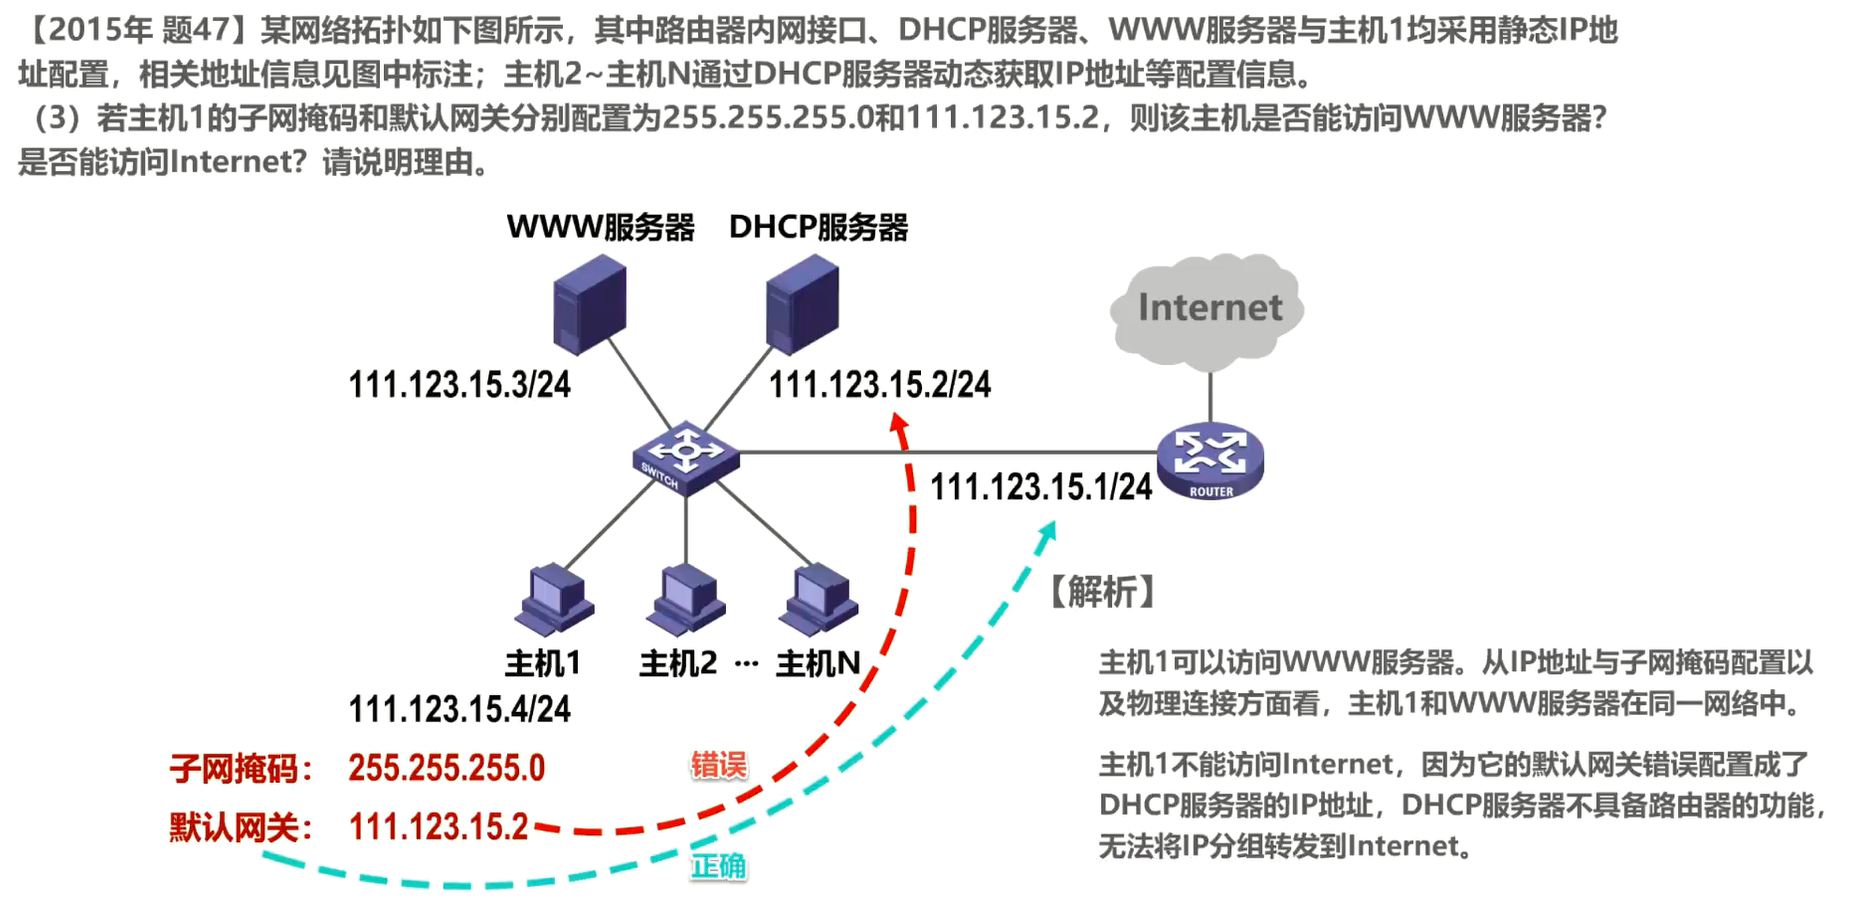 【2015年 题47】某网络拓扑如下图所示，其中路由器内网接口、DHCP服务器、WWW服务器与主机1均采用静态IP地
址配置，相关地址信息见图中标注；主机2~主机N通过DHCP服务器动态获取IP地址等配置信息。
（3）若主机1的子网掩码和默认网关分别配置为255.255.255.0和111.123.15.2，则该主机是否能访问WWW服务器？
是否能访问Internet？请说明理由。
WWW服务器 DHCP服务器
Internet
111.123.15.3/24 111.123.15.2/24
SWITCH
111.123.15.1/24
ROUTER
【解析】
主机1 主机2 ··· 主机N
111.123.15.4/24
子网掩码： 255.255.255.0
默认网关： 111.123.15.2
错误
正确
主机1可以访问WWW服务器。从IP地址与子网掩码配置以
及物理连接方面看，主机1和WWW服务器在同一网络中。
主机1不能访问Internet，因为它的默认网关错误配置成了
DHCP服务器的IP地址，DHCP服务器不具备路由器的功能，
无法将IP分组转发到Internet。